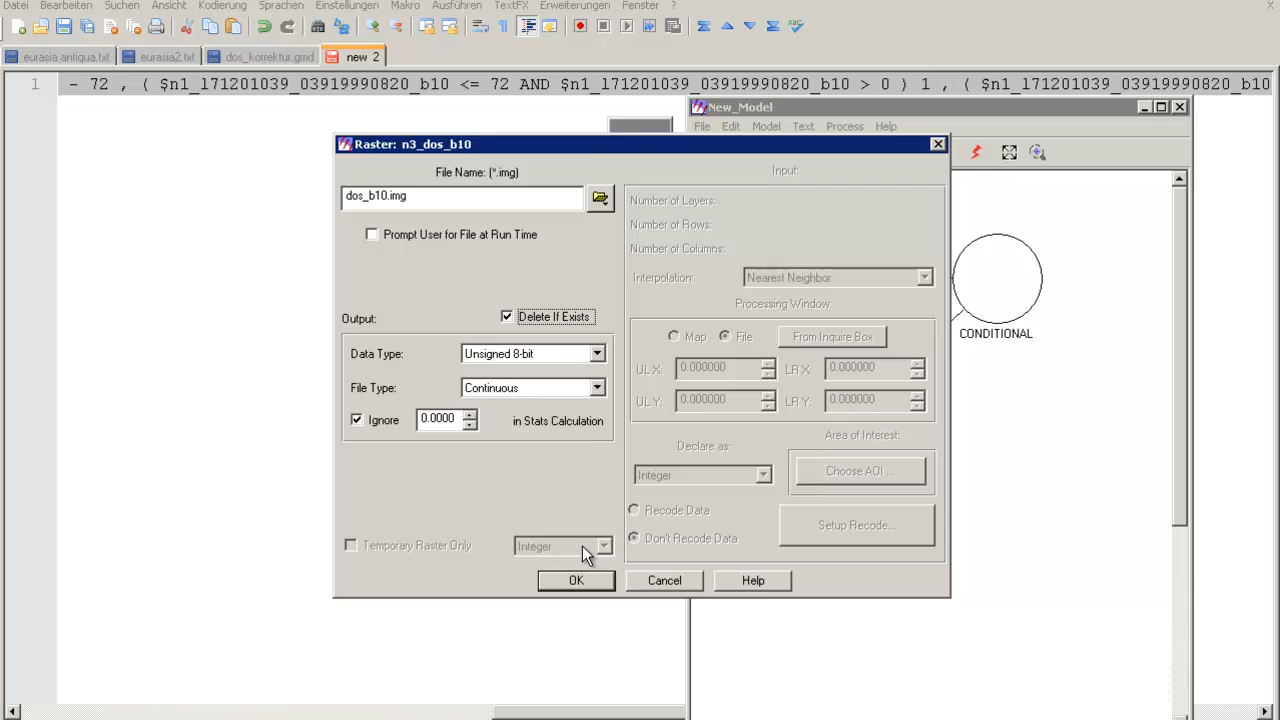 Datei Bearbeiten Suchen Ansicht Kodierung Sprachen Einstellungen Makro Ausführen TextFX Erweiterungen Fenster ? X
eurasia antiqua.txt eurasia2.txt dos_korrektur.gmd new 2
1 - 72 , ( $n1_171201039_03919990820_b10 <= 72 AND $n1_171201039_03919990820_b10 > 0 ) 1 , ( $n1_171201039_03919990820_b10
New_Model
File Edit Model Text Process Help
Raster: n3_dos_b10
File Name: (*.img)
dos_b10.img
Prompt User for File at Run Time
Output:
Delete If Exists
Data Type: Unsigned 8-bit
File Type: Continuous
Ignore 0.0000 in Stats Calculation
Temporary Raster Only Integer
Input:
Number of Layers:
Number of Rows:
Number of Columns:
Interpolation: Nearest Neighbor
Processing Window:
Map File From Inquire Box
UL X: 0.000000 LR X: 0.000000
UL Y: 0.000000 LR Y: 0.000000
Declare as: Area of Interest:
Integer Choose AOI ...
Recode Data
Setup Recode...
Don't Recode Data
OK Cancel Help
CONDITIONAL